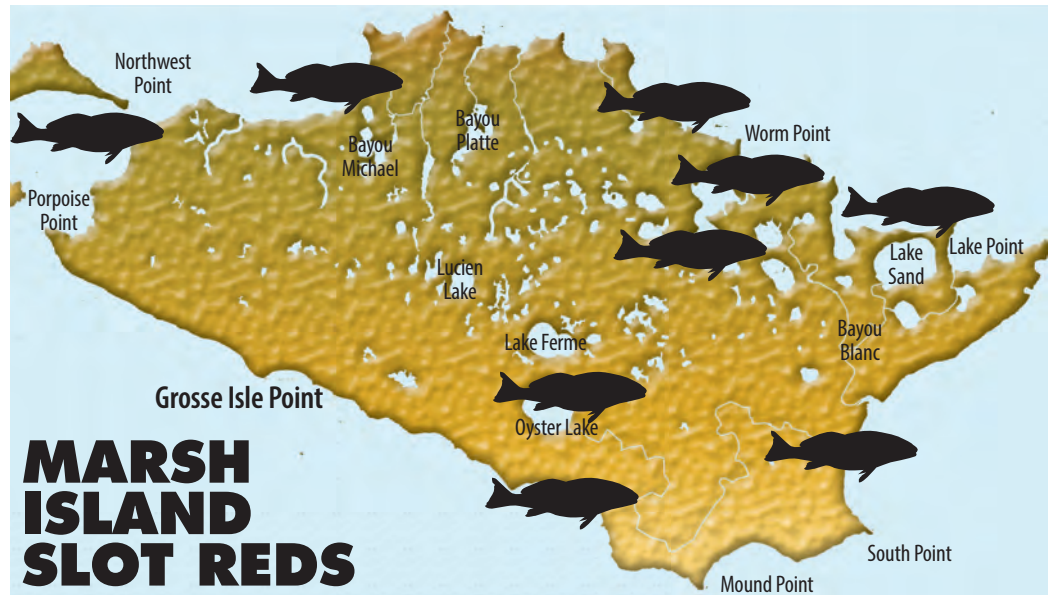 Northwest
Point
Bayou
Michael
Bayou
Platte
Worm Point
Porpoise
Point
Lake
Sand
Lake Point
Lucien
Lake
Lake Ferme
Bayou
Blanc
Grosse Isle Point
Oyster Lake
MARSH
ISLAND
SLOT REDS
South Point
Mound Point